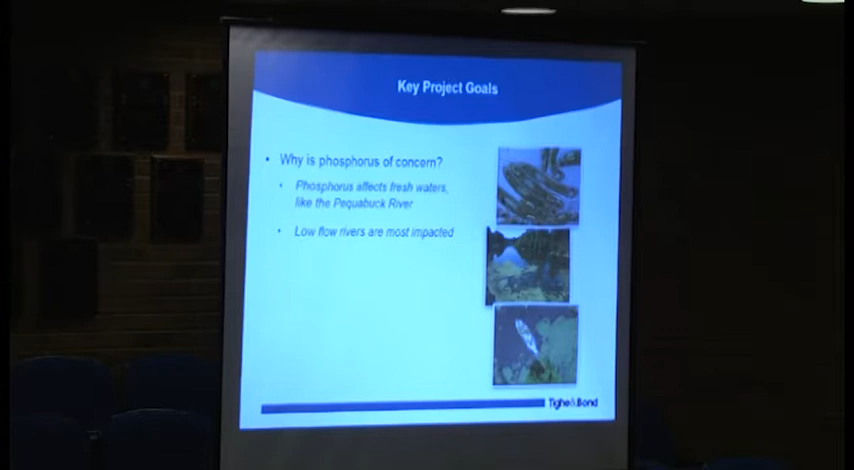 Key Project Goals
• Why is phosphorus of concern?
• Phosphorus affects fresh waters,
like the Pequabuck River
• Low flow rivers are most impacted
Tighe&Bond